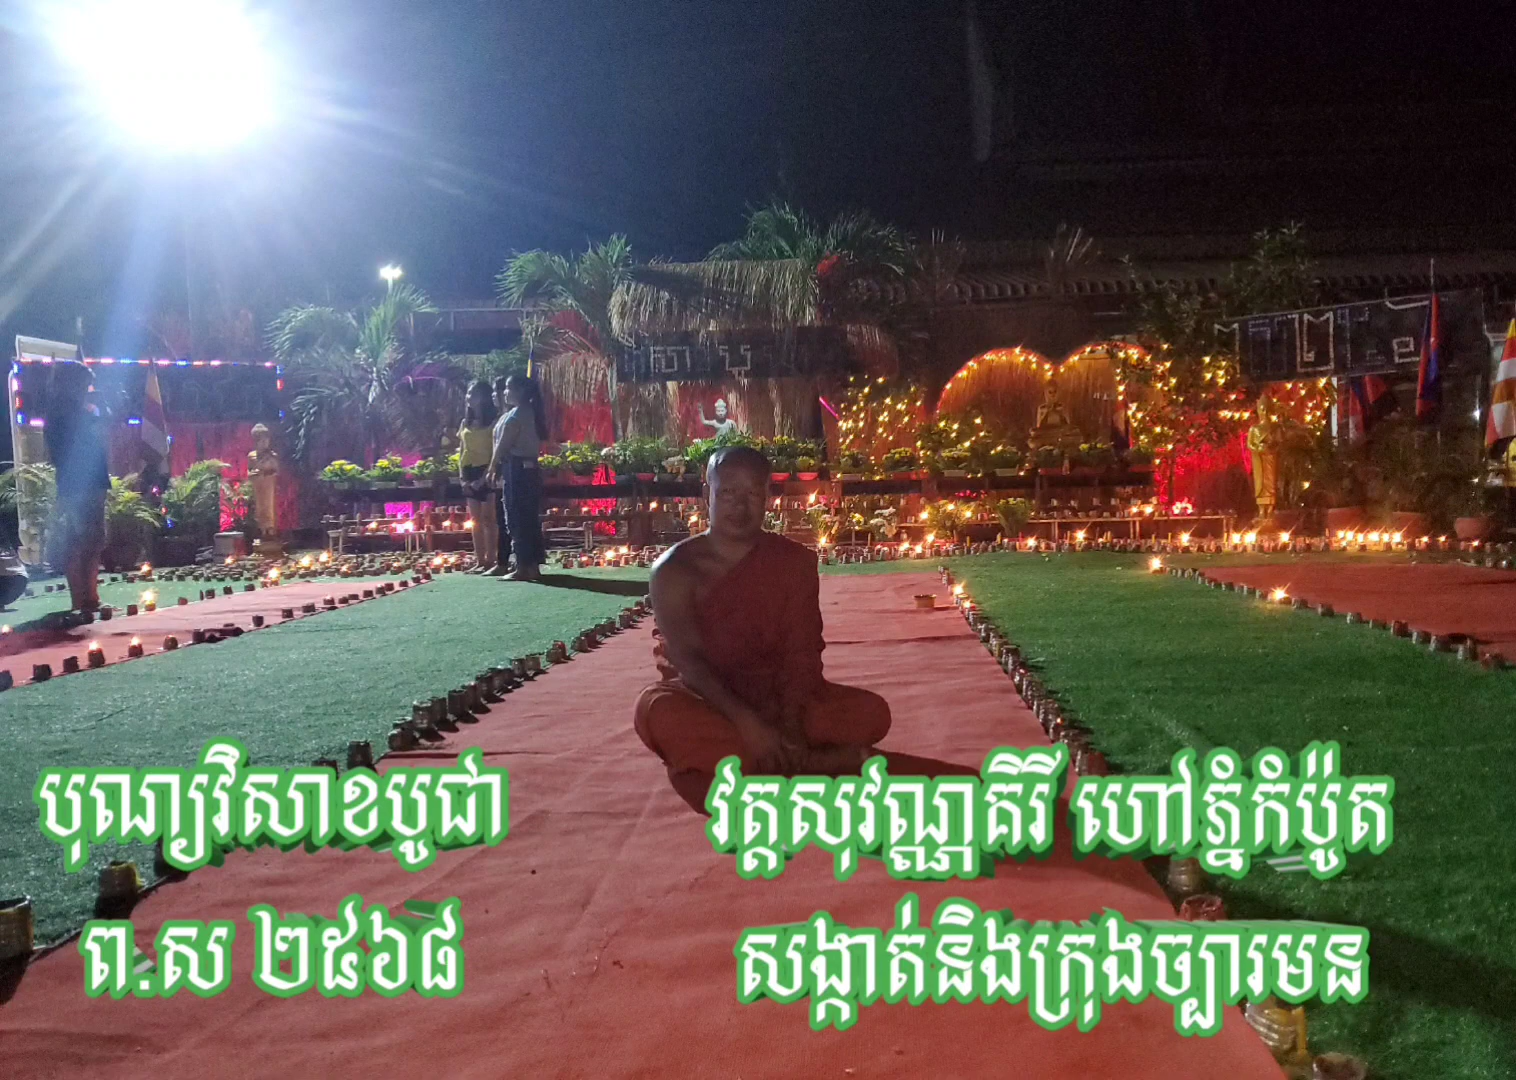 បុណ្យវិសាខបូជា
ព.ស ២៥៦៨
វត្តសុវណ្ណគិរី ហៅភ្នំកំប៉ូត
សង្កាត់និងក្រុងច្បារមន